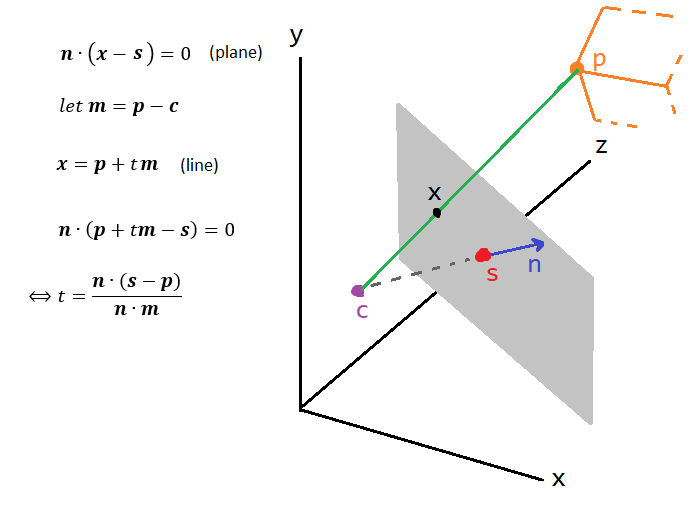 n · (x − s) = 0 (plane)
let m = p − c
x = p + tm (line)
n · (p + tm − s) = 0
⇔ t = n · (s − p) / n · m
y
p
z
x
s
n
c
x